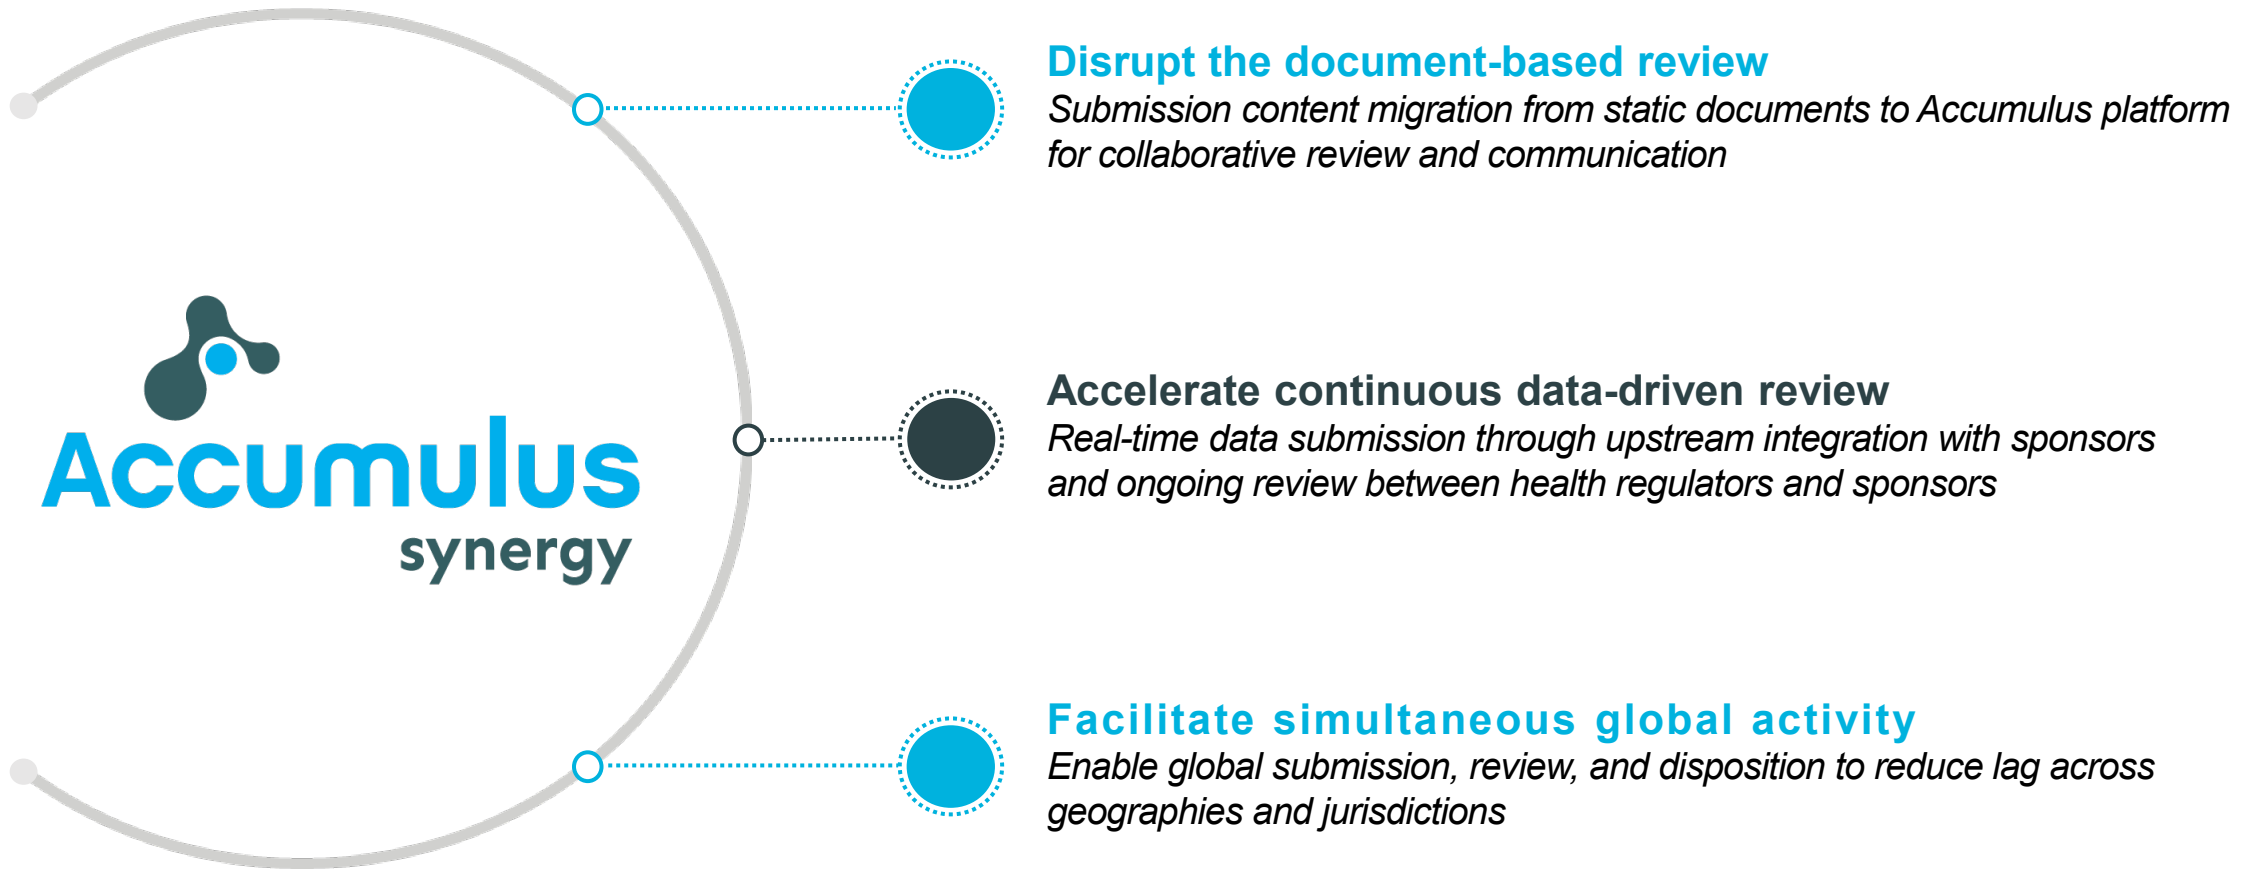 Accumulus
synergy
Disrupt the document-based review
Submission content migration from static documents to Accumulus platform
for collaborative review and communication
Accelerate continuous data-driven review
Real-time data submission through upstream integration with sponsors
and ongoing review between health regulators and sponsors
Facilitate simultaneous global activity
Enable global submission, review, and disposition to reduce lag across
geographies and jurisdictions